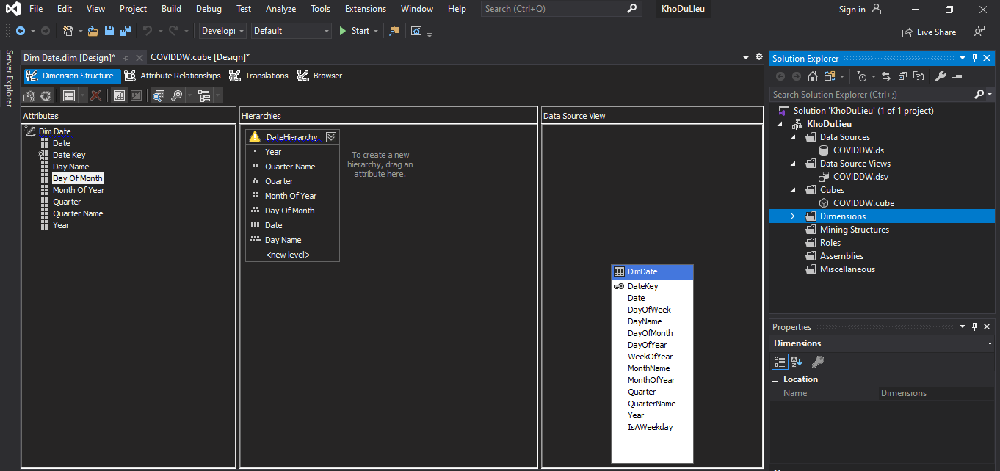 File Edit View Project Build Debug Test Analyze Tools Extensions Window Help Search (Ctrl+Q) KhoDuLieu Sign in
Develop Default Start Live Share
Server Explorer
Dim Date.dim [Design]* COVIDDW.cube [Design]*
Dimension Structure Attribute Relationships Translations Browser
Attributes
Dim Date
Date
Date Key
Day Name
Day Of Month
Month Of Year
Quarter
Quarter Name
Year
Hierarchies
DateHierarchy
Year
Quarter Name
Quarter
Month Of Year
Day Of Month
Date
Day Name
<new level>
To create a new
hierarchy, drag an
attribute here.
Data Source View
DimDate
DateKey
Date
DayOfWeek
DayName
DayOfMonth
DayOfYear
WeekOfYear
MonthName
MonthOfYear
Quarter
QuarterName
Year
IsAWeekday
Solution Explorer
Search Solution Explorer (Ctrl+;)
Solution 'KhoDuLieu' (1 of 1 project)
KhoDuLieu
Data Sources
COVIDDW.ds
Data Source Views
COVIDDW.dsv
Cubes
COVIDDW.cube
Dimensions
Mining Structures
Roles
Assemblies
Miscellaneous
Properties
Dimensions
Location
Name Dimensions